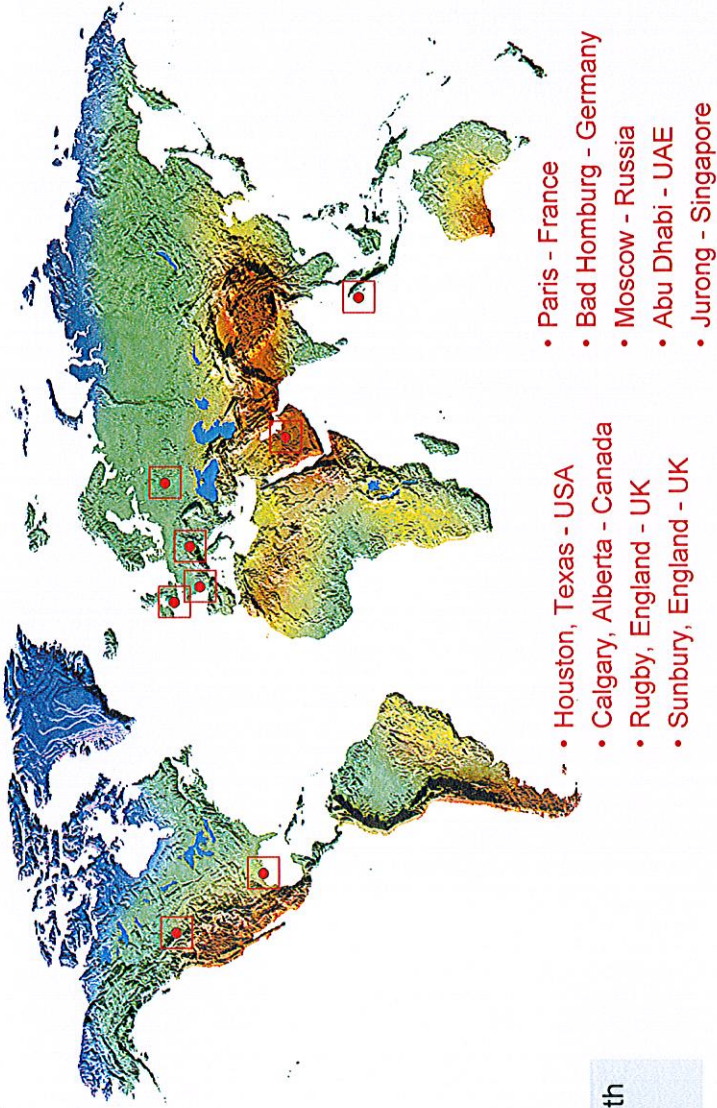 • Houston, Texas - USA
• Calgary, Alberta - Canada
• Rugby, England - UK
• Sunbury, England - UK
• Paris - France
• Bad Homburg - Germany
• Moscow - Russia
• Abu Dhabi - UAE
• Jurong - Singapore
th